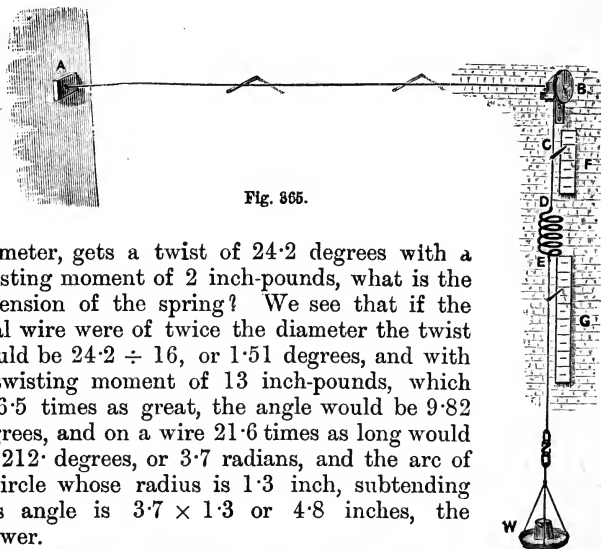 A
B
C
F
Fig. 365.
D
E
G
meter, gets a twist of 24·2 degrees with a
sting moment of 2 inch-pounds, what is the
ension of the spring? We see that if the
al wire were of twice the diameter the twist
uld be 24·2 ÷ 16, or 1·51 degrees, and with
twisting moment of 13 inch-pounds, which
6·5 times as great, the angle would be 9·82
grees, and on a wire 21·6 times as long would
212· degrees, or 3·7 radians, and the arc of
ircle whose radius is 1·3 inch, subtending
s angle is 3·7 × 1·3 or 4·8 inches, the
wer.
W